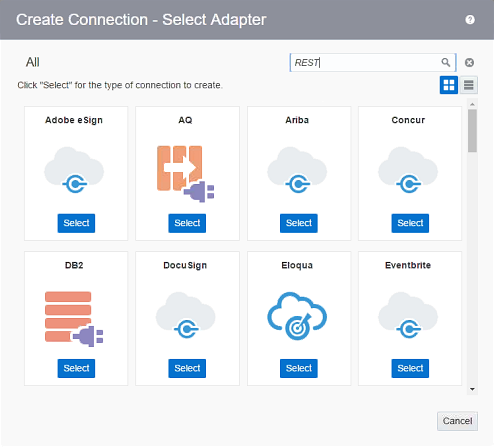 Create Connection - Select Adapter
?
All
REST
Click "Select" for the type of connection to create.
Adobe eSign
AQ
Ariba
Concur
Select
Select
Select
Select
DB2
DocuSign
Eloqua
Eventbrite
Select
Select
Select
Select
Cancel